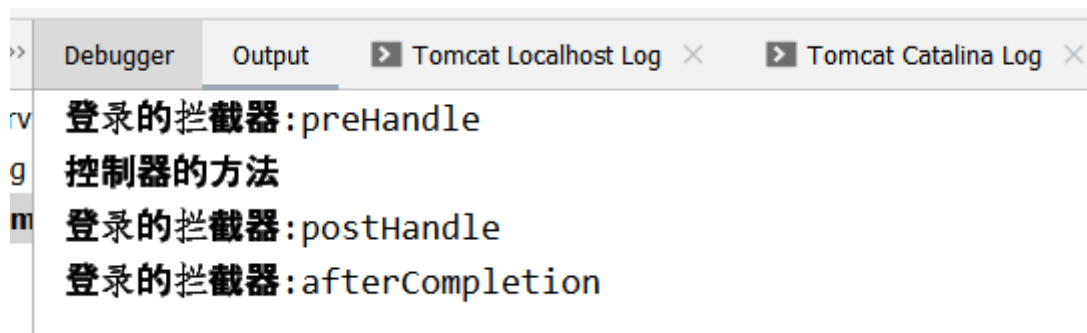 Debugger Output Tomcat Localhost Log Tomcat Catalina Log
rv 登录的拦截器:preHandle
g 控制器的方法
m 登录的拦截器:postHandle
登录的拦截器:afterCompletion